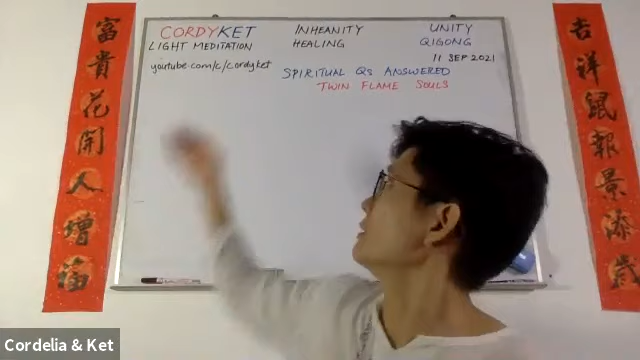 富貴花開人增福
CORDYKET
LIGHT MEDITATION
youtube.com/c/cordyket
INHEANITY
HEALING
UNITY
QIGONG
11 SEP 2021
SPIRITUAL QS ANSWERED
TWIN FLAME SOULS
吉祥鼠報景添歲
Cordelia & Ket